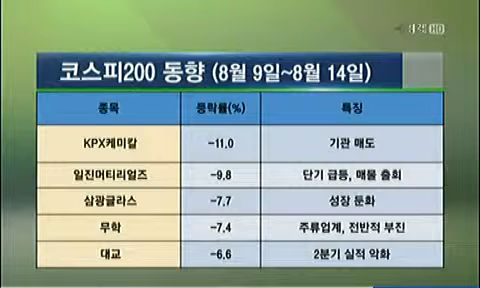 코스피200 동향 (8월 9일~8월 14일)
종목 등락률(%) 특징
KPX케미칼 -11.0 기관 매도
일진머티리얼즈 -9.8 단기 급등, 매물 출회
삼광글라스 -7.7 성장 둔화
무학 -7.4 주류업계, 전반적 부진
대교 -6.6 2분기 실적 악화